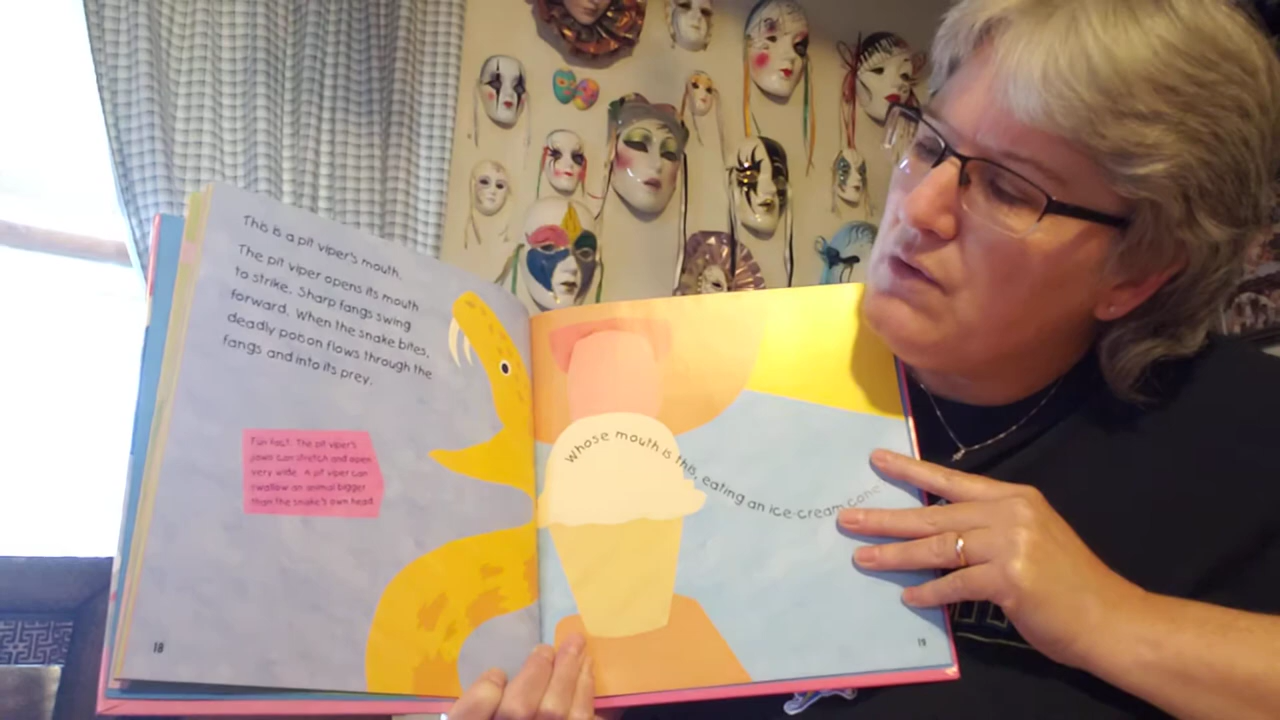 This is a pit viper's mouth.
The pit viper opens its mouth
to strike. Sharp fangs swing
forward. When the snake bites,
deadly poison flows through the
fangs and into its prey.
Fun fact: The pit viper's
jaws can stretch and open
very wide. A pit viper can
swallow an animal bigger
than the snake's own head.
18
whose mouth is this, eating an ice-cream cone
19